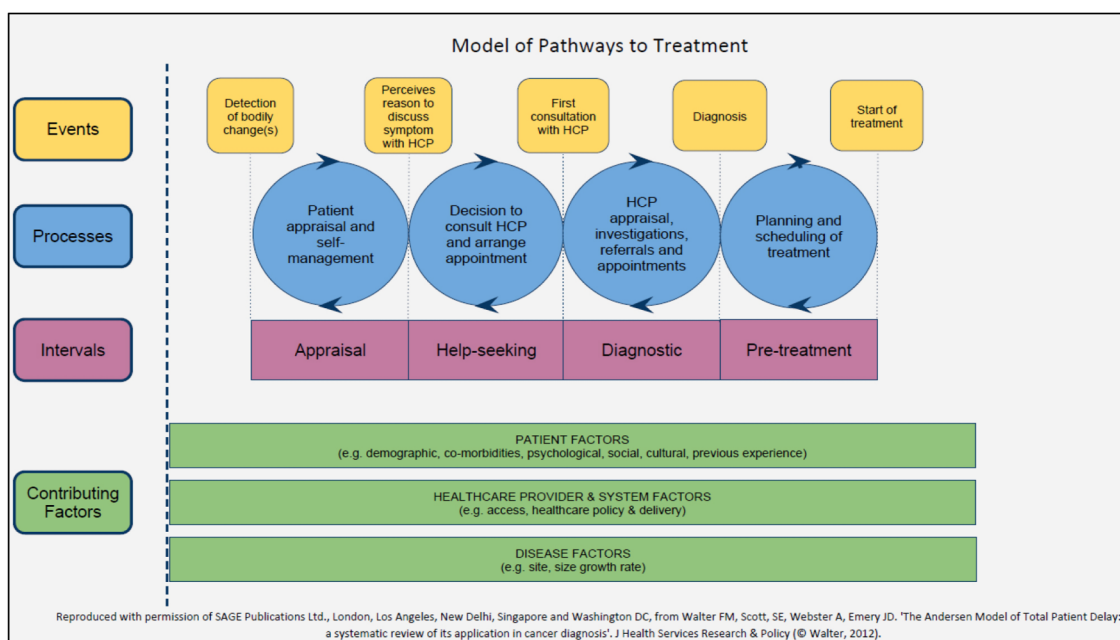 Model of Pathways to Treatment
Events
Detection
of bodily
change(s)
Perceives
reason to
discuss
symptom
with HCP
First
consultation
with HCP
Diagnosis
Start of
treatment
Processes
Patient
appraisal and
self-
management
Decision to
consult HCP
and arrange
appointment
HCP
appraisal,
investigations,
referrals and
appointments
Planning and
scheduling of
treatment
Intervals
Appraisal
Help-seeking
Diagnostic
Pre-treatment
Contributing
Factors
PATIENT FACTORS
(e.g. demographic, co-morbidities, psychological, social, cultural, previous experience)
HEALTHCARE PROVIDER & SYSTEM FACTORS
(e.g. access, healthcare policy & delivery)
DISEASE FACTORS
(e.g. site, size growth rate)
Reproduced with permission of SAGE Publications Ltd., London, Los Angeles, New Delhi, Singapore and Washington DC, from Walter FM, Scott, SE, Webster A, Emery JD. 'The Andersen Model of Total Patient Delay:
a systematic review of its application in cancer diagnosis'. J Health Services Research & Policy (© Walter, 2012).